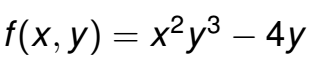 f(x, y) = x²y³ – 4y